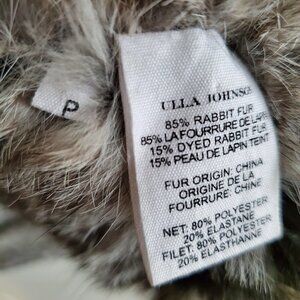 P
ULLA JOHNSO
85% RABBIT FUR
85% LA FOURRURE DE LAPIN
15% DYED RABBIT FUR
15% PEAU DE LAPIN TEINT
FUR ORIGIN: CHINA
ORIGINE DE LA
FOURRURE: CHINE
NET: 80% POLYESTER
20% ELASTANE
FILET: 80% POLYESTER
20% ELASTHANNE